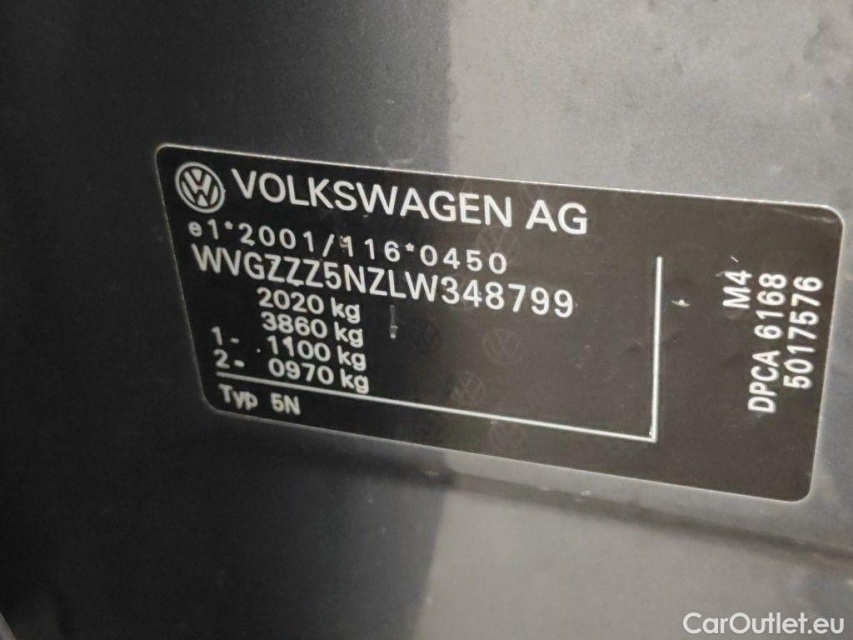 VOLKSWAGEN AG
e1*2001/116*0450
WVGZZZ5NZLW348799
2020 kg
3860 kg
1- 1100 kg
2- 0970 kg
Typ 5N
M4
DPCA 6168
5017576
CarOutlet.eu